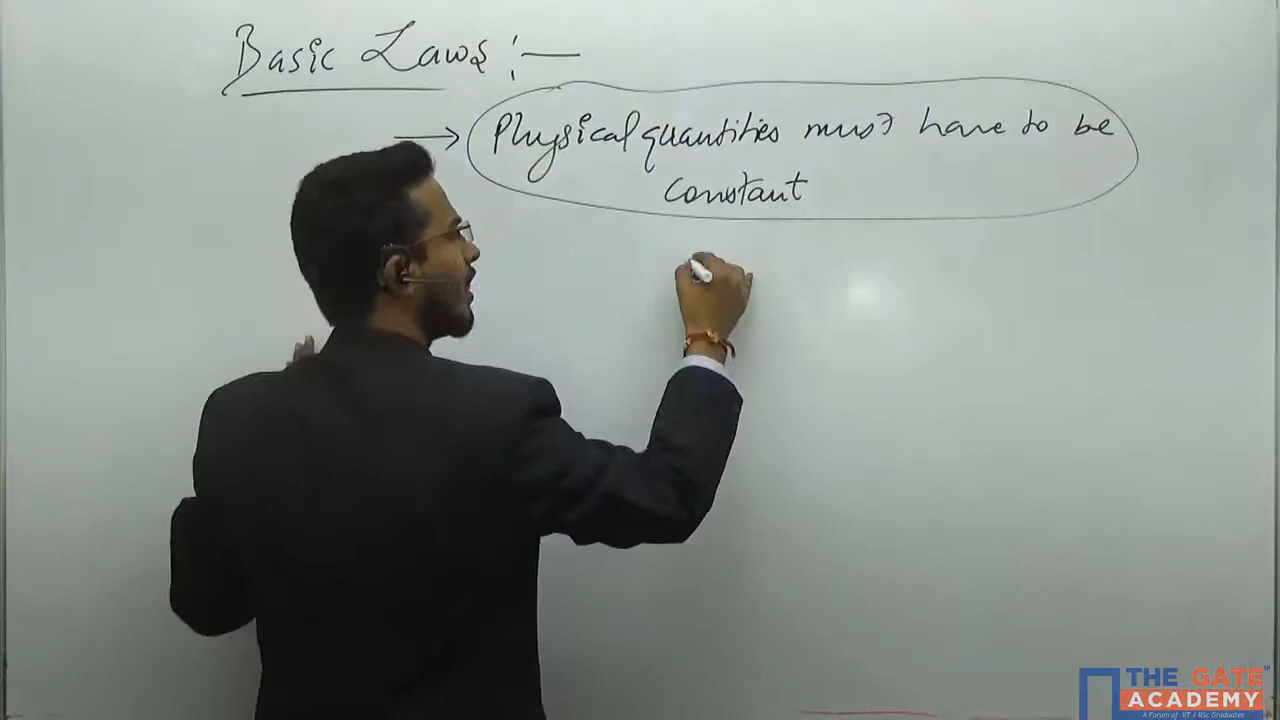 Basic Laws :—
→ Physical quantities must have to be
constant
THE GATE
ACADEMY
A Forum of IIT / IISc Graduates